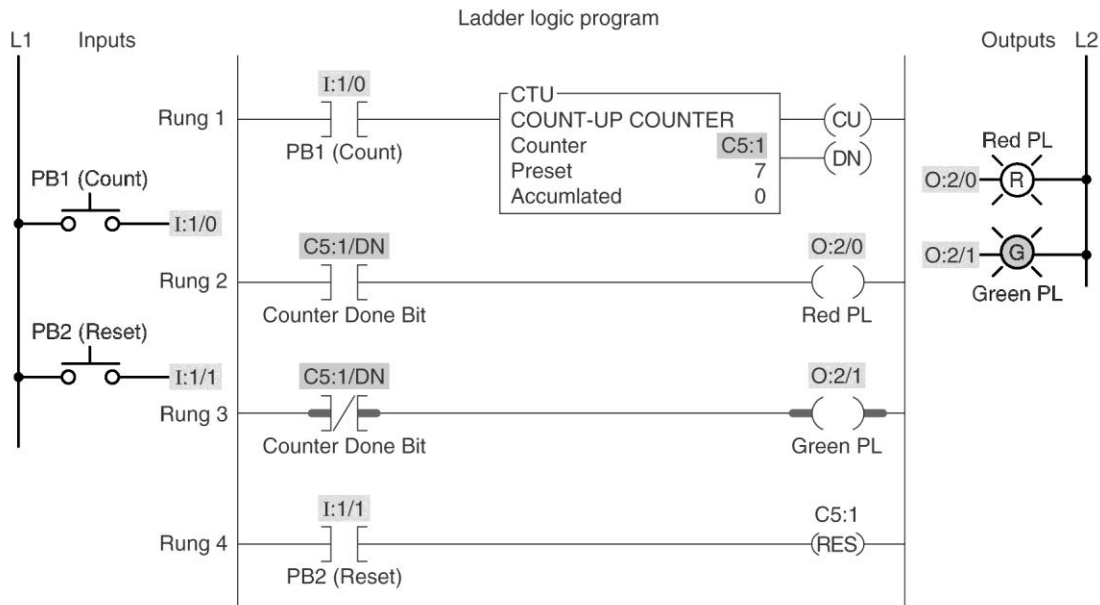 Ladder logic program
L1 Inputs
Outputs L2
I:1/0
Rung 1
PB1 (Count)
CTU
COUNT-UP COUNTER
Counter C5:1
Preset 7
Accumlated 0
CU
DN
Red PL
O:2/0 R
PB1 (Count)
I:1/0
C5:1/DN
O:2/0
O:2/1 G
Green PL
Rung 2
Counter Done Bit
Red PL
PB2 (Reset)
I:1/1
C5:1/DN
O:2/1
Rung 3
Counter Done Bit
Green PL
I:1/1
C5:1
Rung 4
RES
PB2 (Reset)